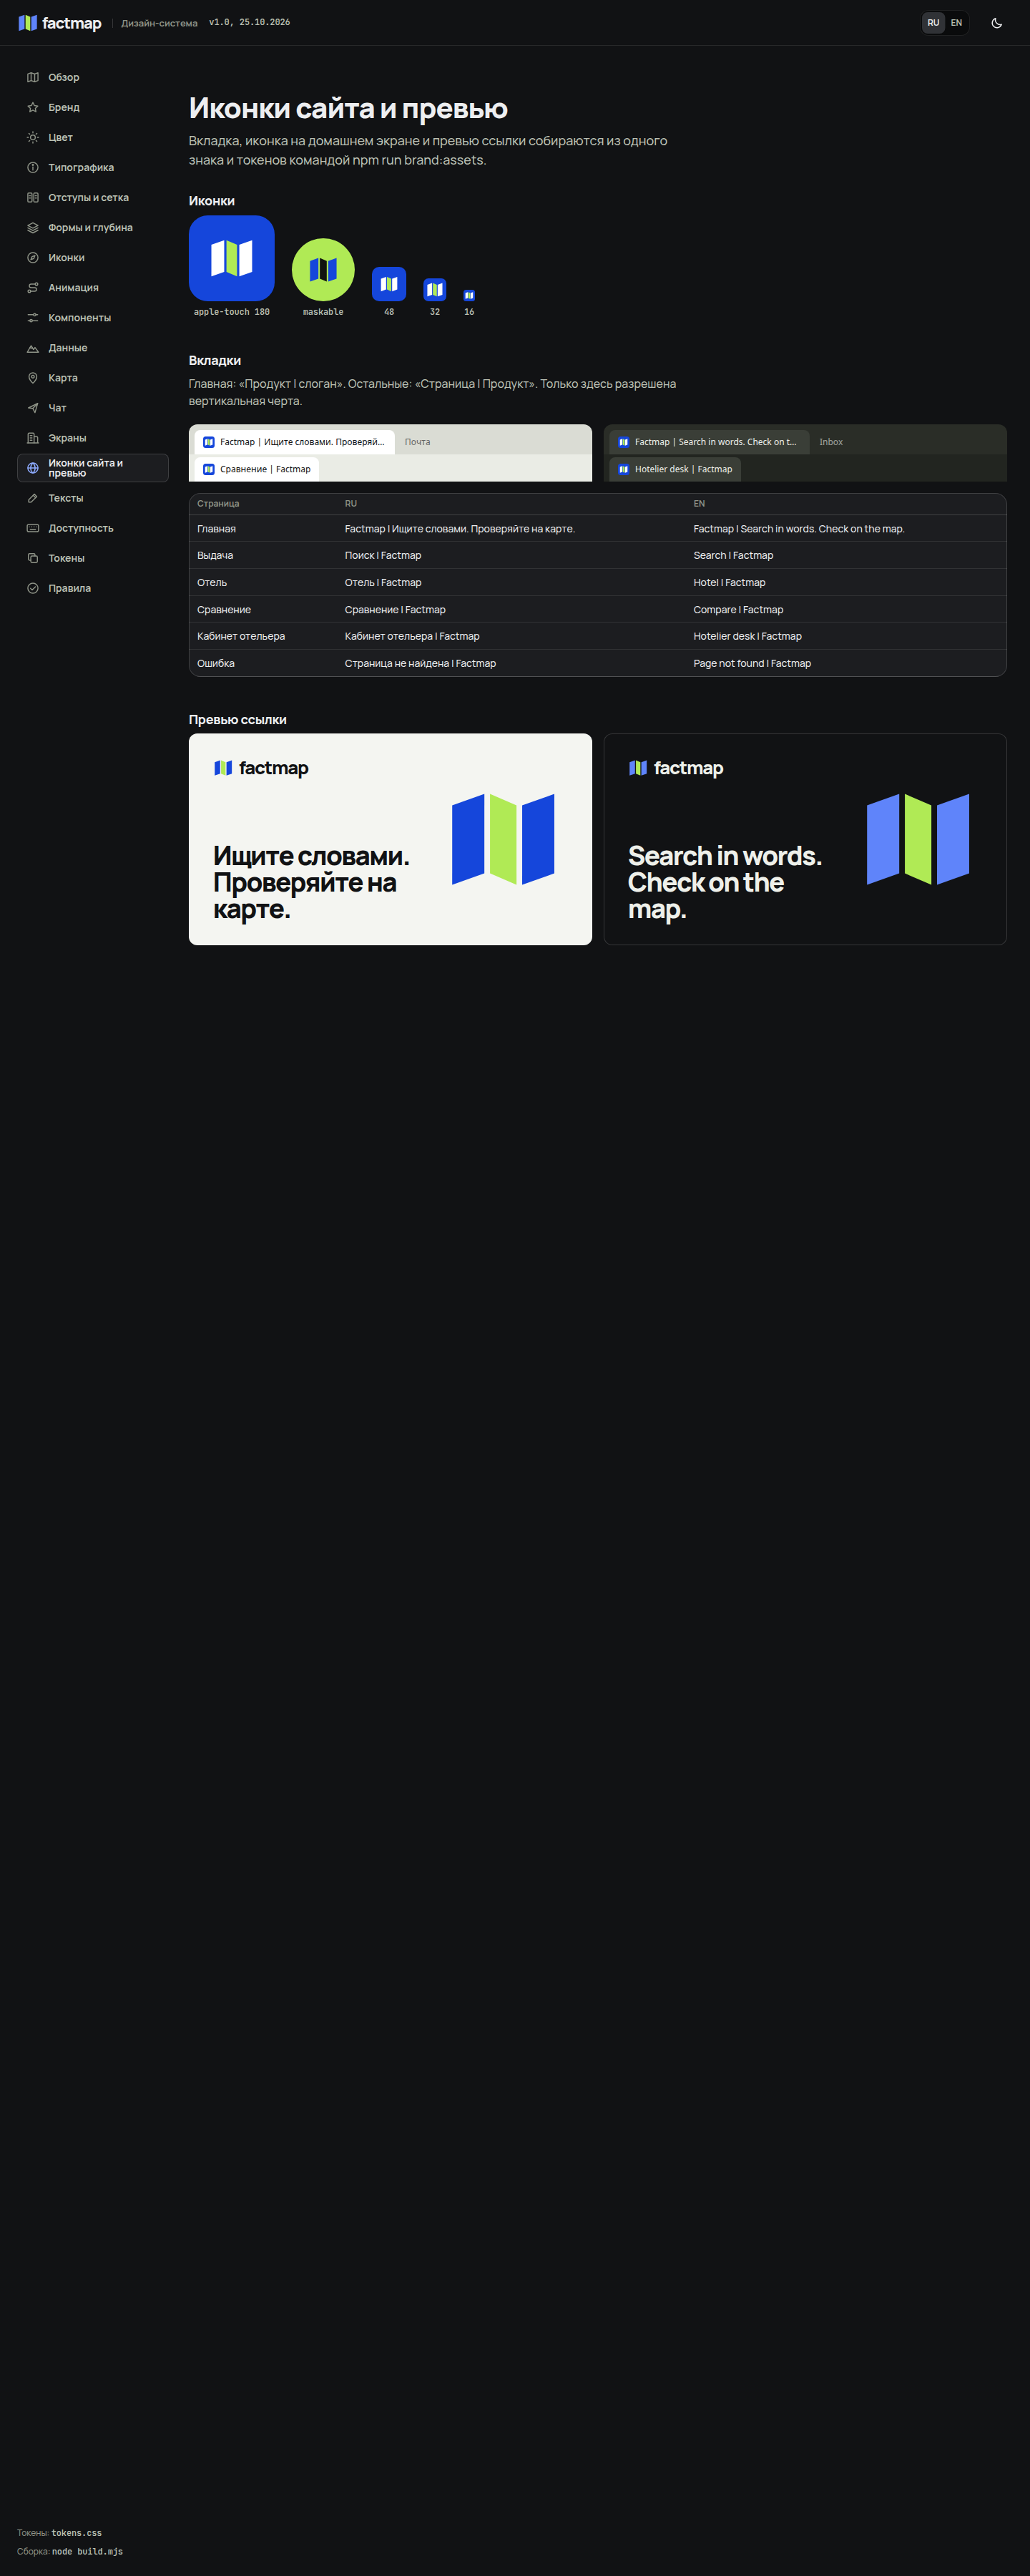 factmap
Дизайн-система
v1.0, 25.10.2026
RU EN
Обзор
Бренд
Цвет
Типографика
Отступы и сетка
Формы и глубина
Иконки
Анимация
Компоненты
Данные
Карта
Чат
Экраны
Иконки сайта и
превью
Тексты
Доступность
Токены
Правила
Иконки сайта и превью
Вкладка, иконка на домашнем экране и превью ссылки собираются из одного
знака и токенов командой npm run brand:assets.
Иконки
apple-touch 180
maskable
48
32
16
Вкладки
Главная: «Продукт | слоган». Остальные: «Страница | Продукт». Только здесь разрешена
вертикальная черта.
Factmap | Ищите словами. Проверяй...
Почта
Сравнение | Factmap
Factmap | Search in words. Check on t...
Inbox
Hotelier desk | Factmap
Страница RU EN
Главная Factmap | Ищите словами. Проверяйте на карте. Factmap | Search in words. Check on the map.
Выдача Поиск | Factmap Search | Factmap
Отель Отель | Factmap Hotel | Factmap
Сравнение Сравнение | Factmap Compare | Factmap
Кабинет отельера Кабинет отельера | Factmap Hotelier desk | Factmap
Ошибка Страница не найдена | Factmap Page not found | Factmap
Превью ссылки
factmap
Ищите словами.
Проверяйте на
карте.
factmap
Search in words.
Check on the
map.
Токены: tokens.css
Сборка: node build.mjs